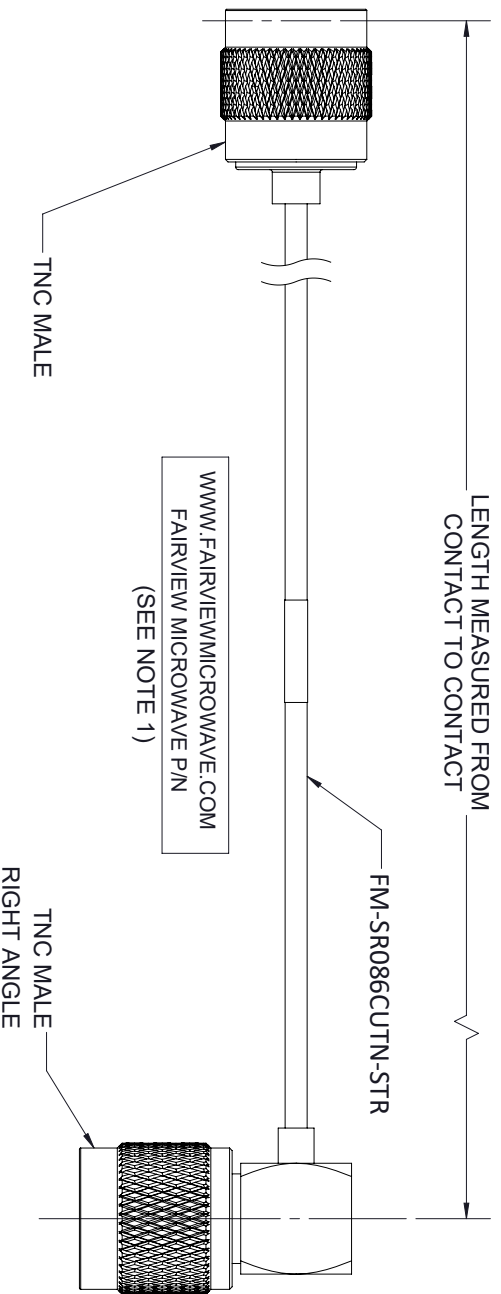 LENGTH MEASURED FROM
CONTACT TO CONTACT
FM-SR086CUTN-STR
TNC MALE
WWW.FAIRVIEWMICROWAVE.COM
FAIRVIEW MICROWAVE P/N
(SEE NOTE 1)
TNC MALE
RIGHT ANGLE